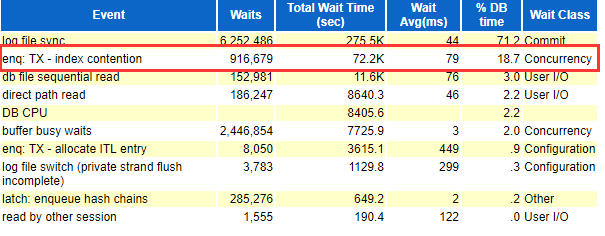 Event Waits Total Wait Time (sec) Wait Avg(ms) % DB time Wait Class
log file sync 6,252,486 275.5K 44 71.2 Commit
enq: TX - index contention 916,679 72.2K 79 18.7 Concurrency
db file sequential read 152,981 11.6K 76 3.0 User I/O
direct path read 186,247 8640.3 46 2.2 User I/O
DB CPU 8405.6 2.2
buffer busy waits 2,446,854 7725.9 3 2.0 Concurrency
enq: TX - allocate ITL entry 8,050 3615.1 449 .9 Configuration
log file switch (private strand flush incomplete) 3,783 1129.8 299 .3 Configuration
latch: enqueue hash chains 285,276 649.2 2 .2 Other
read by other session 1,555 190.4 122 .0 User I/O